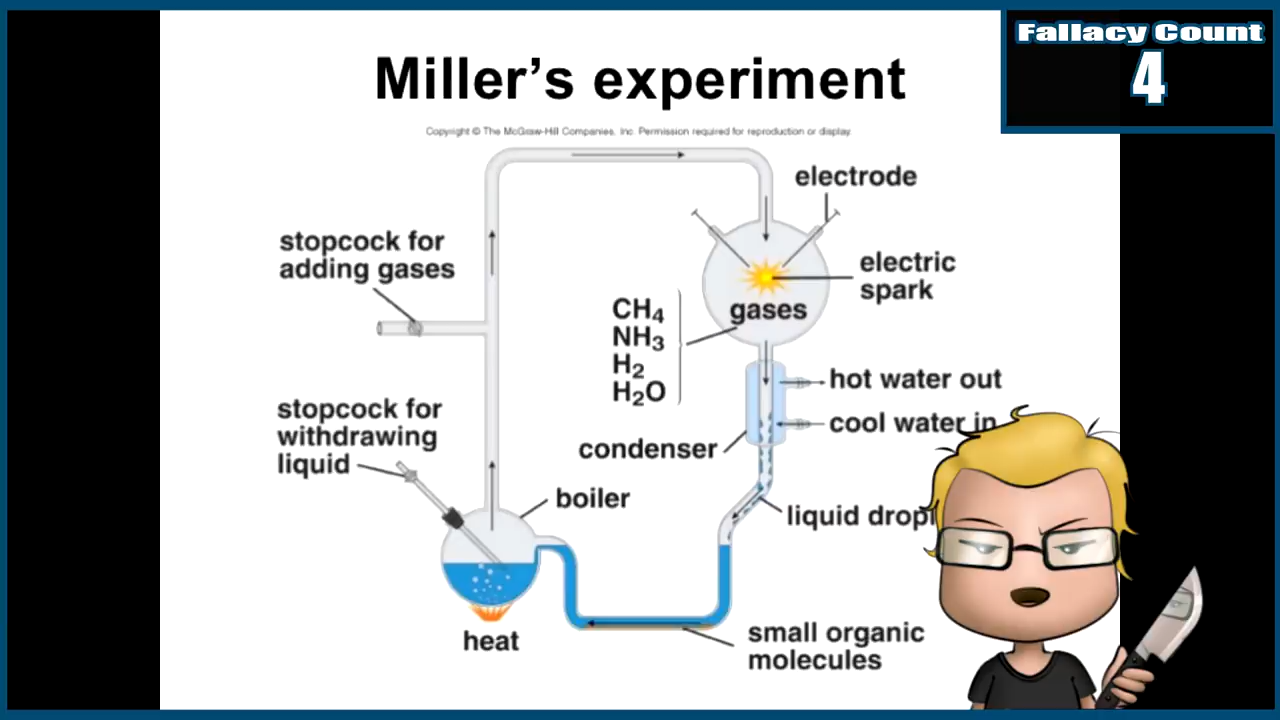 Fallacy Count
4
Miller's experiment
Copyright © The McGraw-Hill Companies, Inc. Permission required for reproduction or display.
electrode
stopcock for
adding gases
electric
spark
gases
CH4
NH3
H2
H2O
hot water out
cool water in
stopcock for
withdrawing
liquid
condenser
boiler
liquid
heat
small organic
molecules